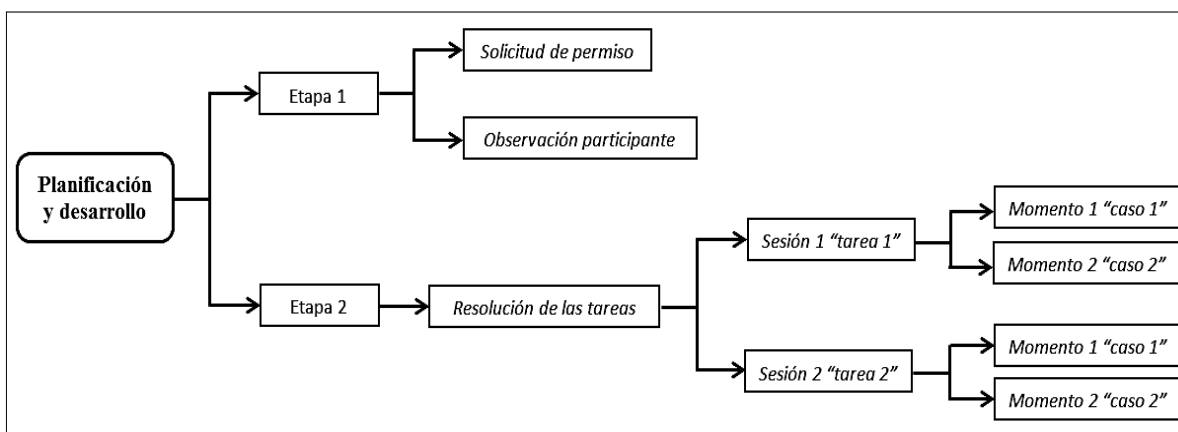 Planificación
y desarrollo
Etapa 1
Solicitud de permiso
Observación participante
Etapa 2
Resolución de las tareas
Sesión 1 “tarea 1”
Momento 1 “caso 1”
Momento 2 “caso 2”
Sesión 2 “tarea 2”
Momento 1 “caso 1”
Momento 2 “caso 2”